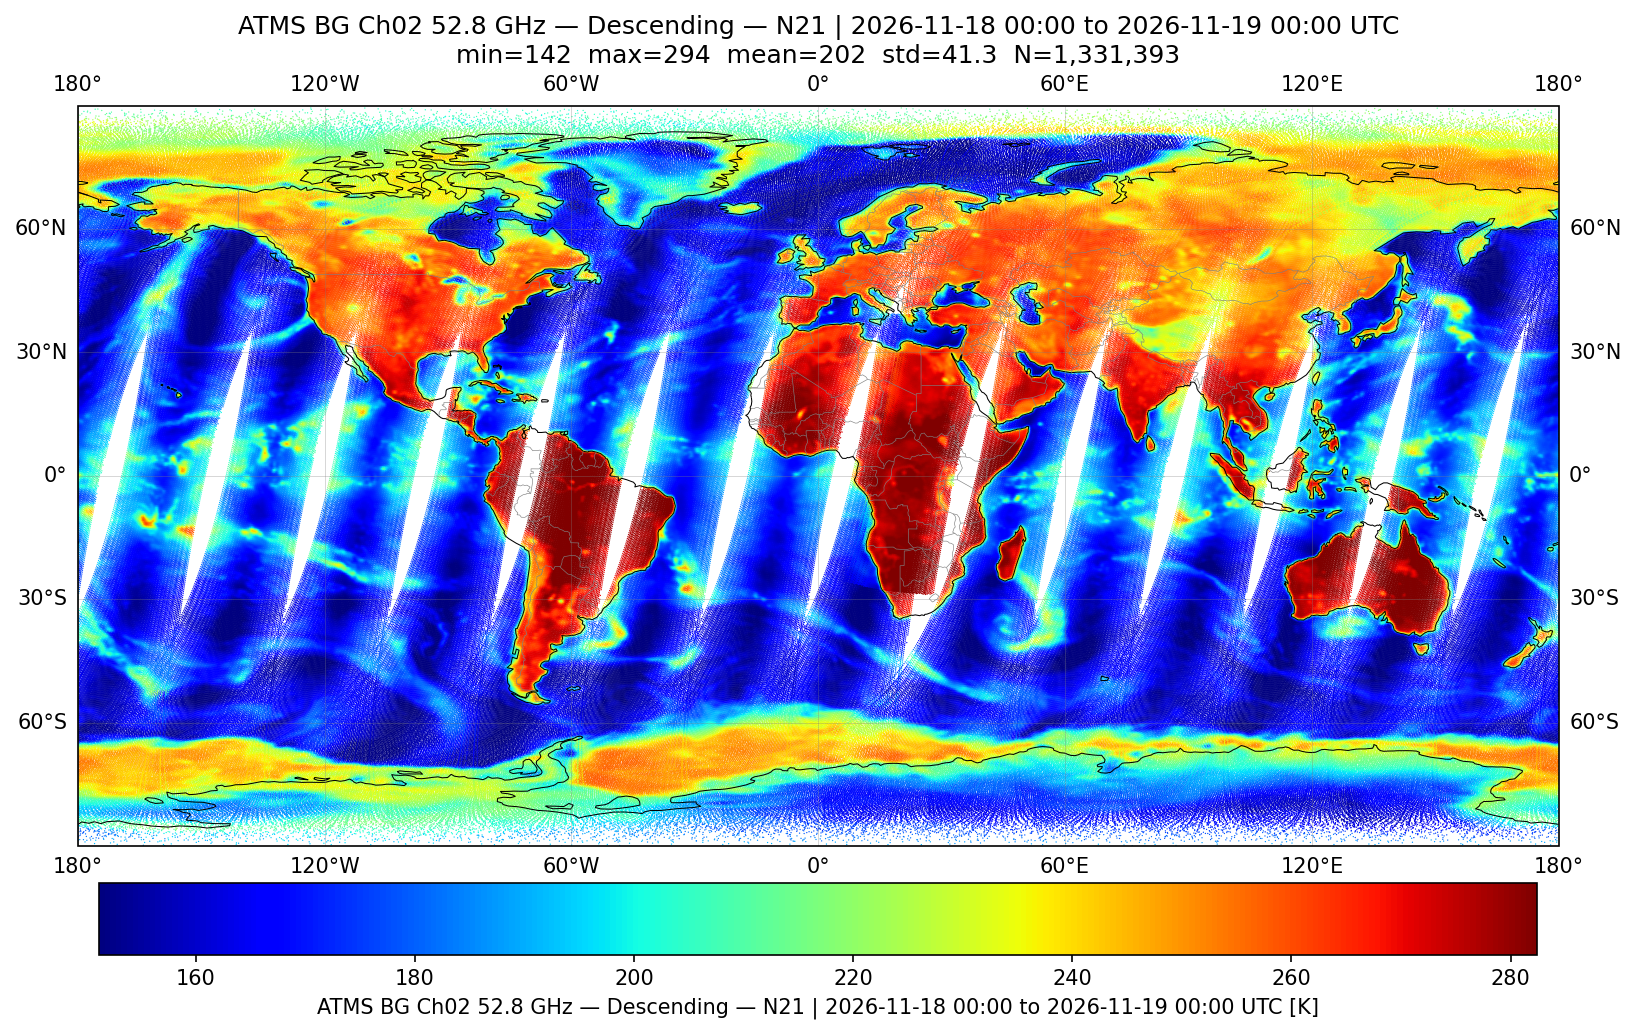 ATMS BG Ch02 52.8 GHz — Descending — N21 | 2026-11-18 00:00 to 2026-11-19 00:00 UTC
min=142 max=294 mean=202 std=41.3 N=1,331,393
180° 120°W 60°W 0° 60°E 120°E 180°
60°N 60°N
30°N 30°N
0° 0°
30°S 30°S
60°S 60°S
180° 120°W 60°W 0° 60°E 120°E 180°
160 180 200 220 240 260 280
ATMS BG Ch02 52.8 GHz — Descending — N21 | 2026-11-18 00:00 to 2026-11-19 00:00 UTC [K]